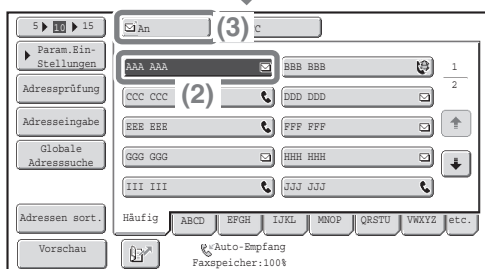 5 10 15
An
(3)
C
Param.Ein-
Stellungen
AAA AAA
BBB BBB
1
2
Adressprüfung
CCC CCC
(2)
DDD DDD
Adresseingabe
EEE EEE
FFF FFF
Globale
Adresssuche
GGG GGG
HHH HHH
III III
JJJ JJJ
Adressen sort.
Häufig
ABCD
EFGH
IJKL
MNOP
QRSTU
VWXYZ
etc.
Vorschau
Auto-Empfang
Faxspeicher:100%